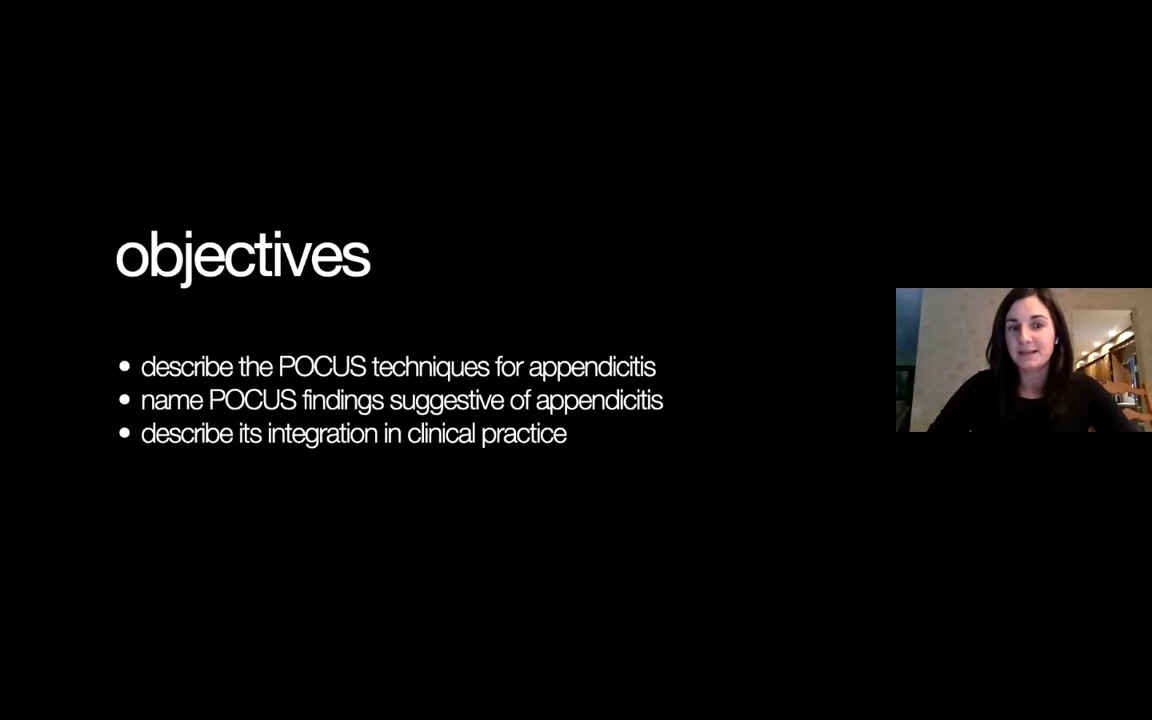 objectives
• describe the POCUS techniques for appendicitis
• name POCUS findings suggestive of appendicitis
• describe its integration in clinical practice